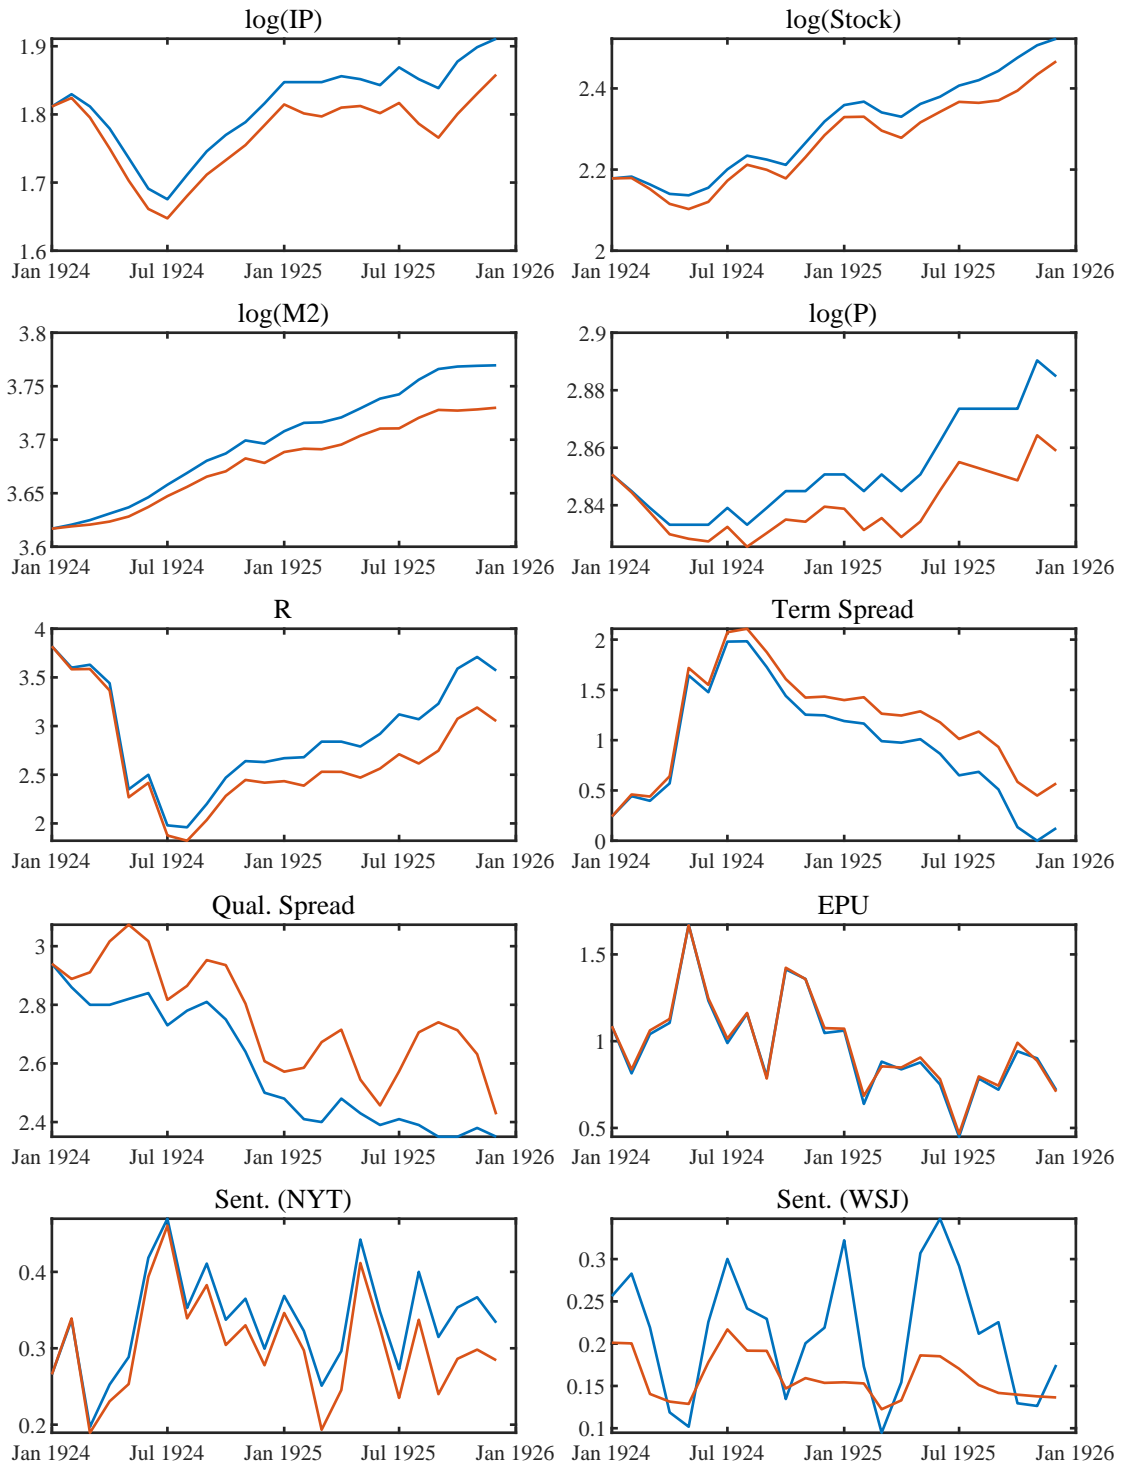 log(IP)
1.9
1.8
1.7
1.6
Jan 1924 Jul 1924 Jan 1925 Jul 1925 Jan 1926
log(Stock)
2.4
2.2
2
Jan 1924 Jul 1924 Jan 1925 Jul 1925 Jan 1926
log(M2)
3.8
3.75
3.7
3.65
3.6
Jan 1924 Jul 1924 Jan 1925 Jul 1925 Jan 1926
log(P)
2.9
2.88
2.86
2.84
Jan 1924 Jul 1924 Jan 1925 Jul 1925 Jan 1926
R
4
3.5
3
2.5
2
Jan 1924 Jul 1924 Jan 1925 Jul 1925 Jan 1926
Term Spread
2
1.5
1
0.5
0
Jan 1924 Jul 1924 Jan 1925 Jul 1925 Jan 1926
Qual. Spread
3
2.8
2.6
2.4
Jan 1924 Jul 1924 Jan 1925 Jul 1925 Jan 1926
EPU
1.5
1
0.5
Jan 1924 Jul 1924 Jan 1925 Jul 1925 Jan 1926
Sent. (NYT)
0.4
0.3
0.2
Jan 1924 Jul 1924 Jan 1925 Jul 1925 Jan 1926
Sent. (WSJ)
0.3
0.25
0.2
0.15
0.1
Jan 1924 Jul 1924 Jan 1925 Jul 1925 Jan 1926